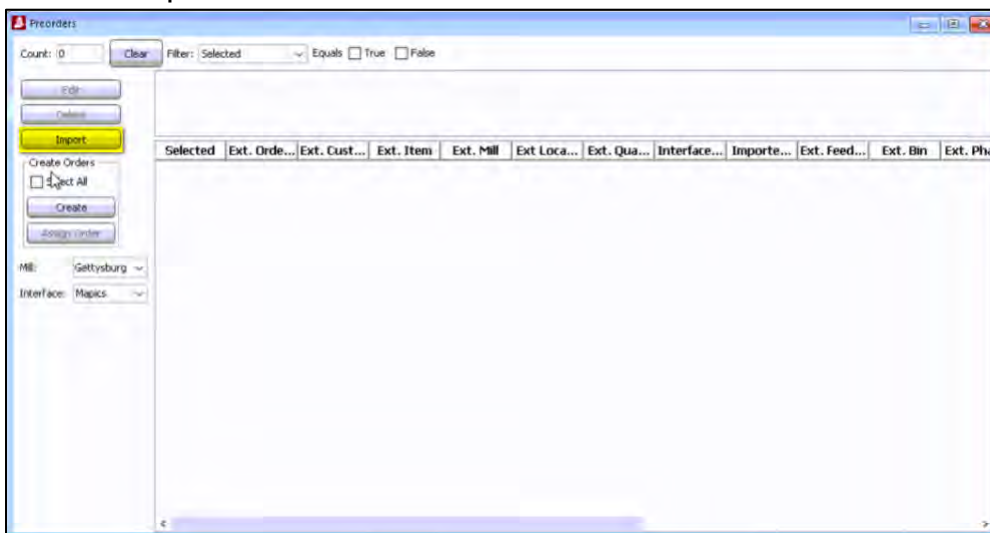 Preorders
Count: 0 Clear Filter: Selected Equals True False
Edit
Delete
Import
Create Orders
Select All
Create
Assign Order
Mill: Gettysburg
Interface: Mapics
Selected Ext. Orde... Ext. Cust... Ext. Item Ext. Mill Ext Loca... Ext. Qua... Interface... Importe... Ext. Feed... Ext. Bin Ext. Pha